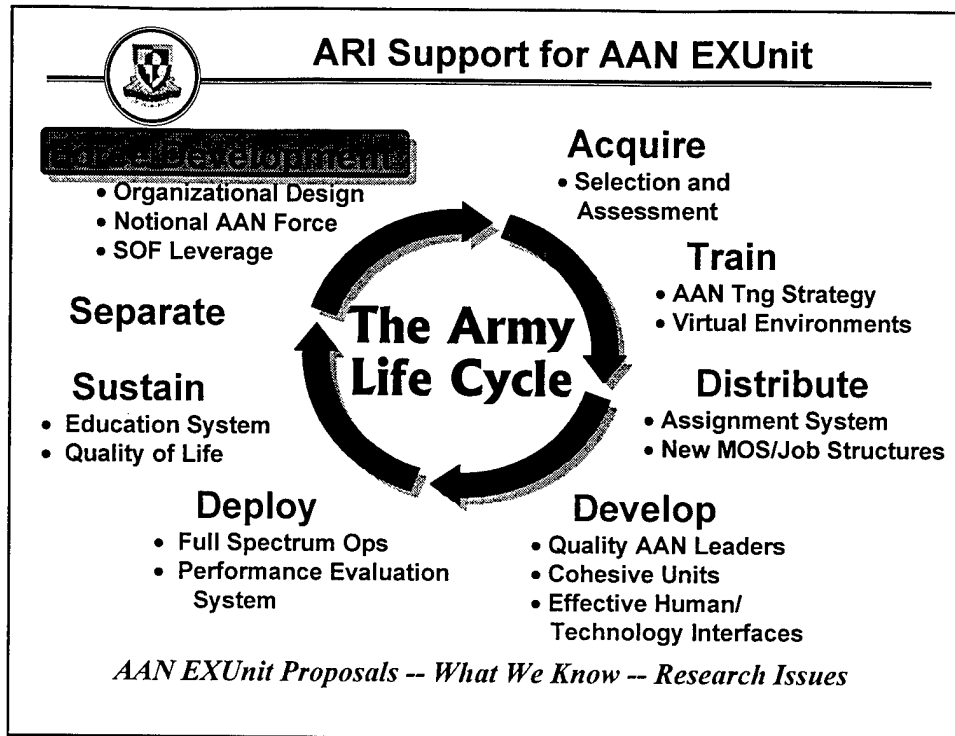 ARI Support for AAN EXUnit
Development
• Organizational Design
• Notional AAN Force
• SOF Leverage
Acquire
• Selection and
Assessment
Train
• AAN Tng Strategy
• Virtual Environments
Distribute
• Assignment System
• New MOS/Job Structures
Develop
• Quality AAN Leaders
• Cohesive Units
• Effective Human/
Technology Interfaces
Deploy
• Full Spectrum Ops
• Performance Evaluation
System
Sustain
• Education System
• Quality of Life
Separate
The Army
Life Cycle
AAN EXUnit Proposals -- What We Know -- Research Issues